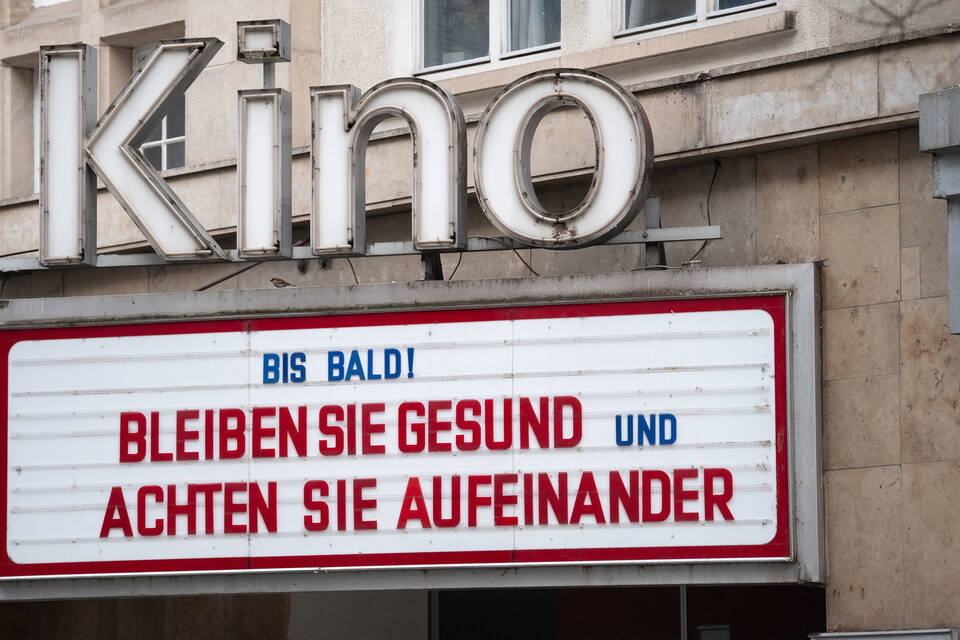 Kino
BIS BALD!
BLEIBEN SIE GESUND UND
ACHTEN SIE AUFEINANDER